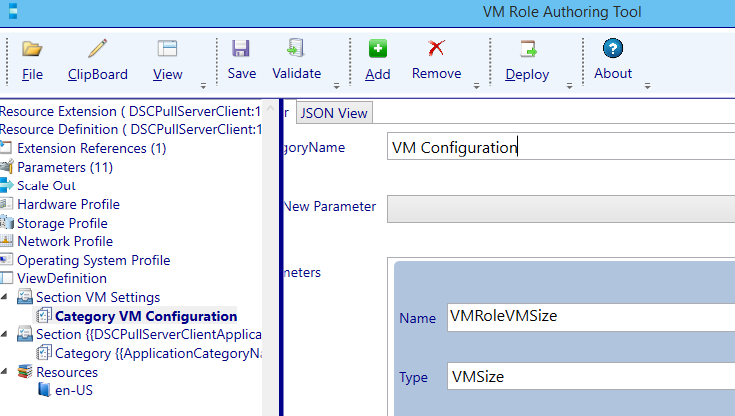 VM Role Authoring Tool
File ClipBoard View Save Validate Add Remove Deploy About
Resource Extension ( DSCPullServerClient:1
Resource Definition ( DSCPullServerClient:1
Extension References (1)
Parameters (11)
Scale Out
Hardware Profile
Storage Profile
Network Profile
Operating System Profile
ViewDefinition
Section VM Settings
Category VM Configuration
Section {{DSCPullServerClientApplica
Category {{ApplicationCategoryNa
Resources
en-US
r JSON View
goryName VM Configuration
New Parameter
meters
Name VMRoleVMSize
Type VMSize